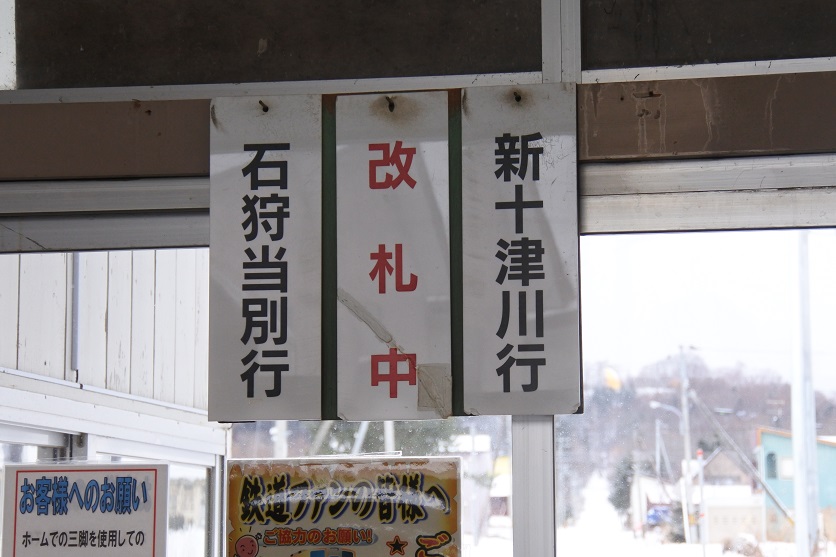 新十津川行
改札中
石狩当別行
お客様へのお願い
ホームでの三脚を使用しての
鉄道ファンの皆様へ
ご協力のお願い!!